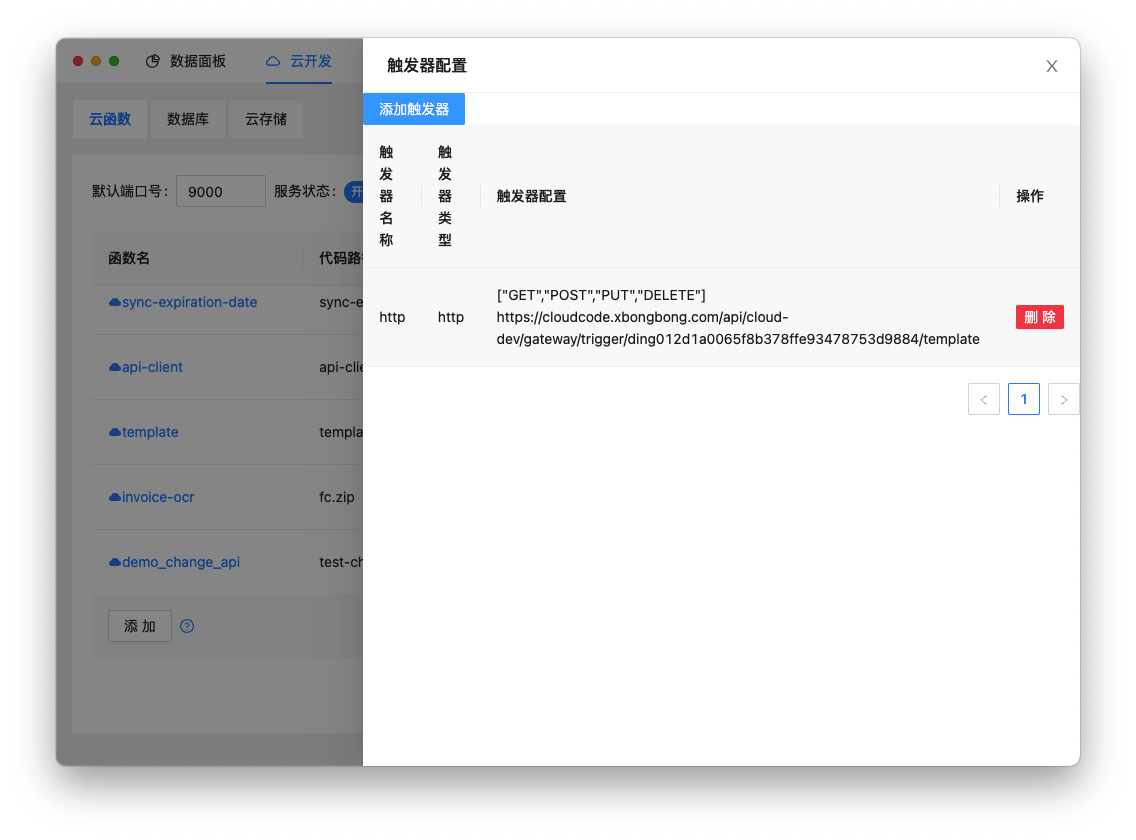 数据面板
云开发
云函数
数据库
云存储
默认端口号：
9000
服务状态：
开
函数名
代码路
sync-expiration-date
sync-e
api-client
api-clie
template
templa
invoice-ocr
fc.zip
demo_change_api
test-ch
添 加
触发器配置
添加触发器
触
发
器
名
称
触
发
器
类
型
触发器配置
操作
http
http
["GET","POST","PUT","DELETE"]
https://cloudcode.xbongbong.com/api/cloud-
dev/gateway/trigger/ding012d1a0065f8b378ffe93478753d9884/template
删 除
1